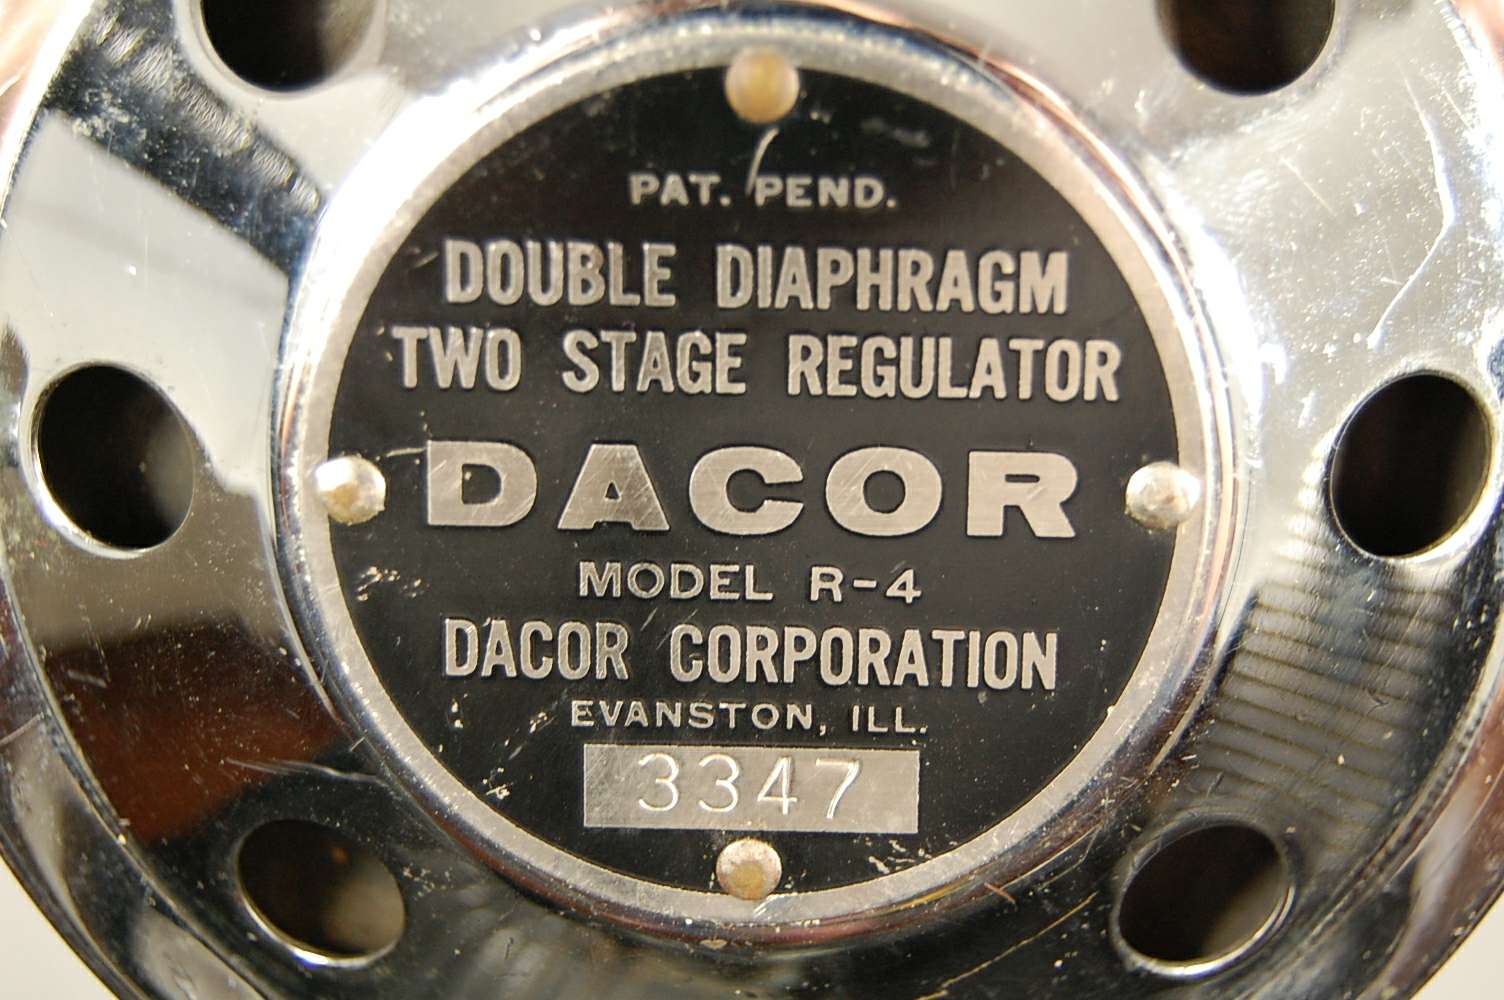 PAT. PEND.
DOUBLE DIAPHRAGM
TWO STAGE REGULATOR
DACOR
MODEL R-4
DACOR CORPORATION
EVANSTON, ILL.
3347